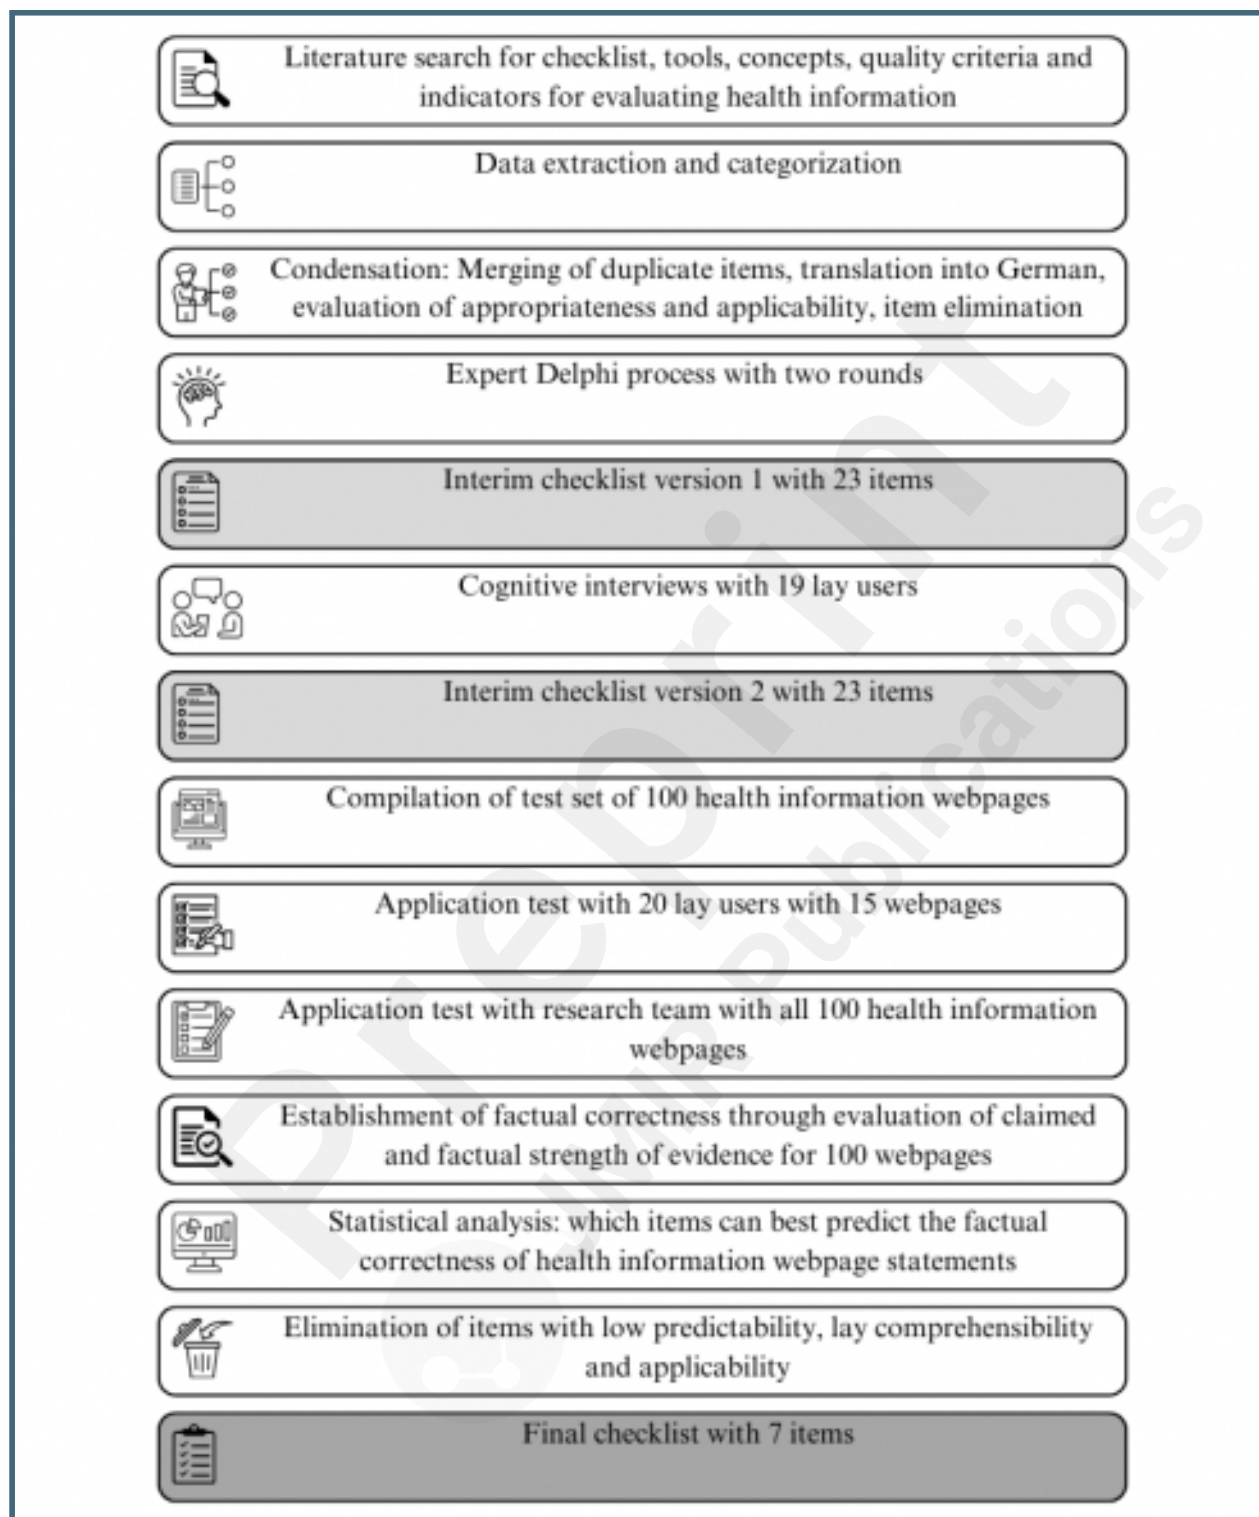 Literature search for checklist, tools, concepts, quality criteria and
indicators for evaluating health information
Data extraction and categorization
Condensation: Merging of duplicate items, translation into German,
evaluation of appropriateness and applicability, item elimination
Expert Delphi process with two rounds
Interim checklist version 1 with 23 items
Cognitive interviews with 19 lay users
Interim checklist version 2 with 23 items
Compilation of test set of 100 health information webpages
Application test with 20 lay users with 15 webpages
Application test with research team with all 100 health information
webpages
Establishment of factual correctness through evaluation of claimed
and factual strength of evidence for 100 webpages
Statistical analysis: which items can best predict the factual
correctness of health information webpage statements
Elimination of items with low predictability, lay comprehensibility
and applicability
Final checklist with 7 items
Preprint
JMIR Publications